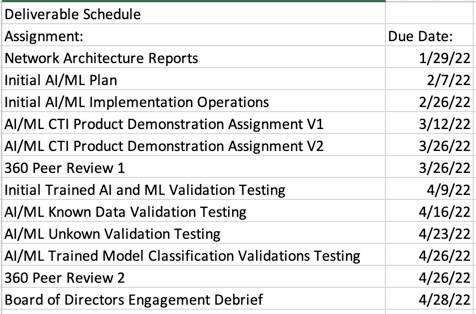 Deliverable Schedule
Assignment: Due Date:
Network Architecture Reports 1/29/22
Initial AI/ML Plan 2/7/22
Initial AI/ML Implementation Operations 2/26/22
AI/ML CTI Product Demonstration Assignment V1 3/12/22
AI/ML CTI Product Demonstration Assignment V2 3/26/22
360 Peer Review 1 3/26/22
Initial Trained AI and ML Validation Testing 4/9/22
AI/ML Known Data Validation Testing 4/16/22
AI/ML Unkown Validation Testing 4/23/22
AI/ML Trained Model Classification Validations Testing 4/26/22
360 Peer Review 2 4/26/22
Board of Directors Engagement Debrief 4/28/22